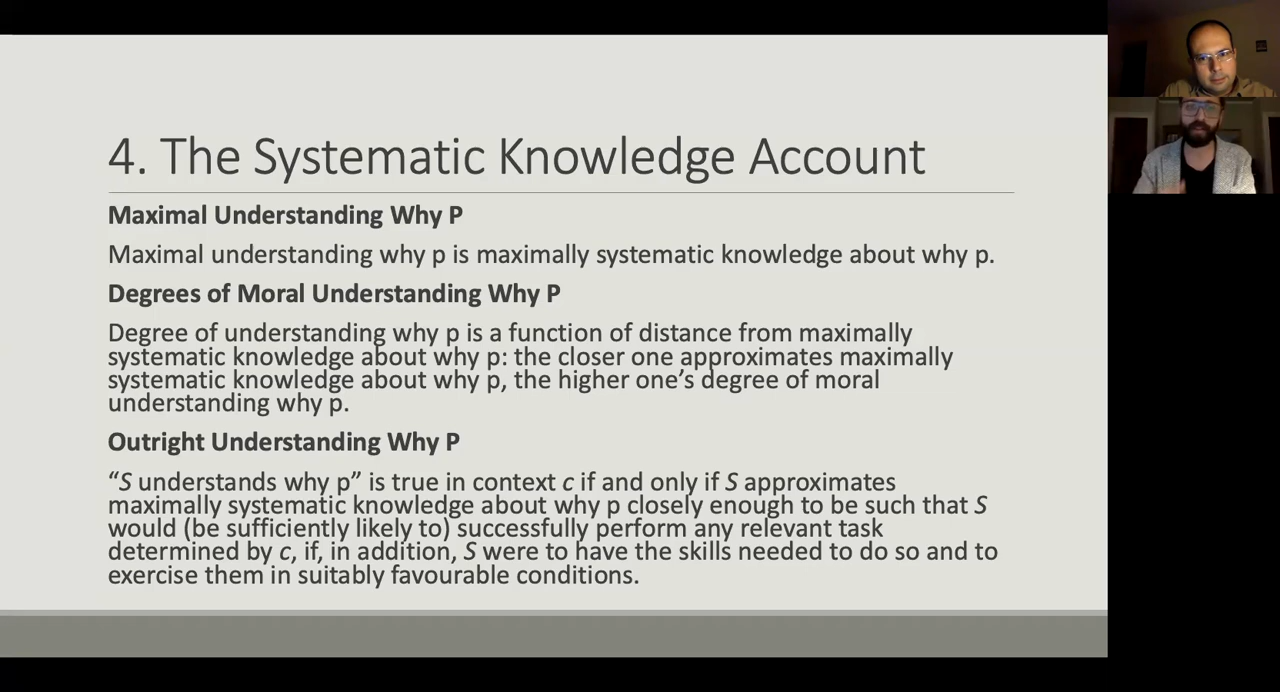 4. The Systematic Knowledge Account
Maximal Understanding Why P
Maximal understanding why p is maximally systematic knowledge about why p.
Degrees of Moral Understanding Why P
Degree of understanding why p is a function of distance from maximally
systematic knowledge about why p: the closer one approximates maximally
systematic knowledge about why p, the higher one’s degree of moral
understanding why p.
Outright Understanding Why P
“S understands why p” is true in context c if and only if S approximates
maximally systematic knowledge about why p closely enough to be such that S
would (be sufficiently likely to) successfully perform any relevant task
determined by c, if, in addition, S were to have the skills needed to do so and to
exercise them in suitably favourable conditions.